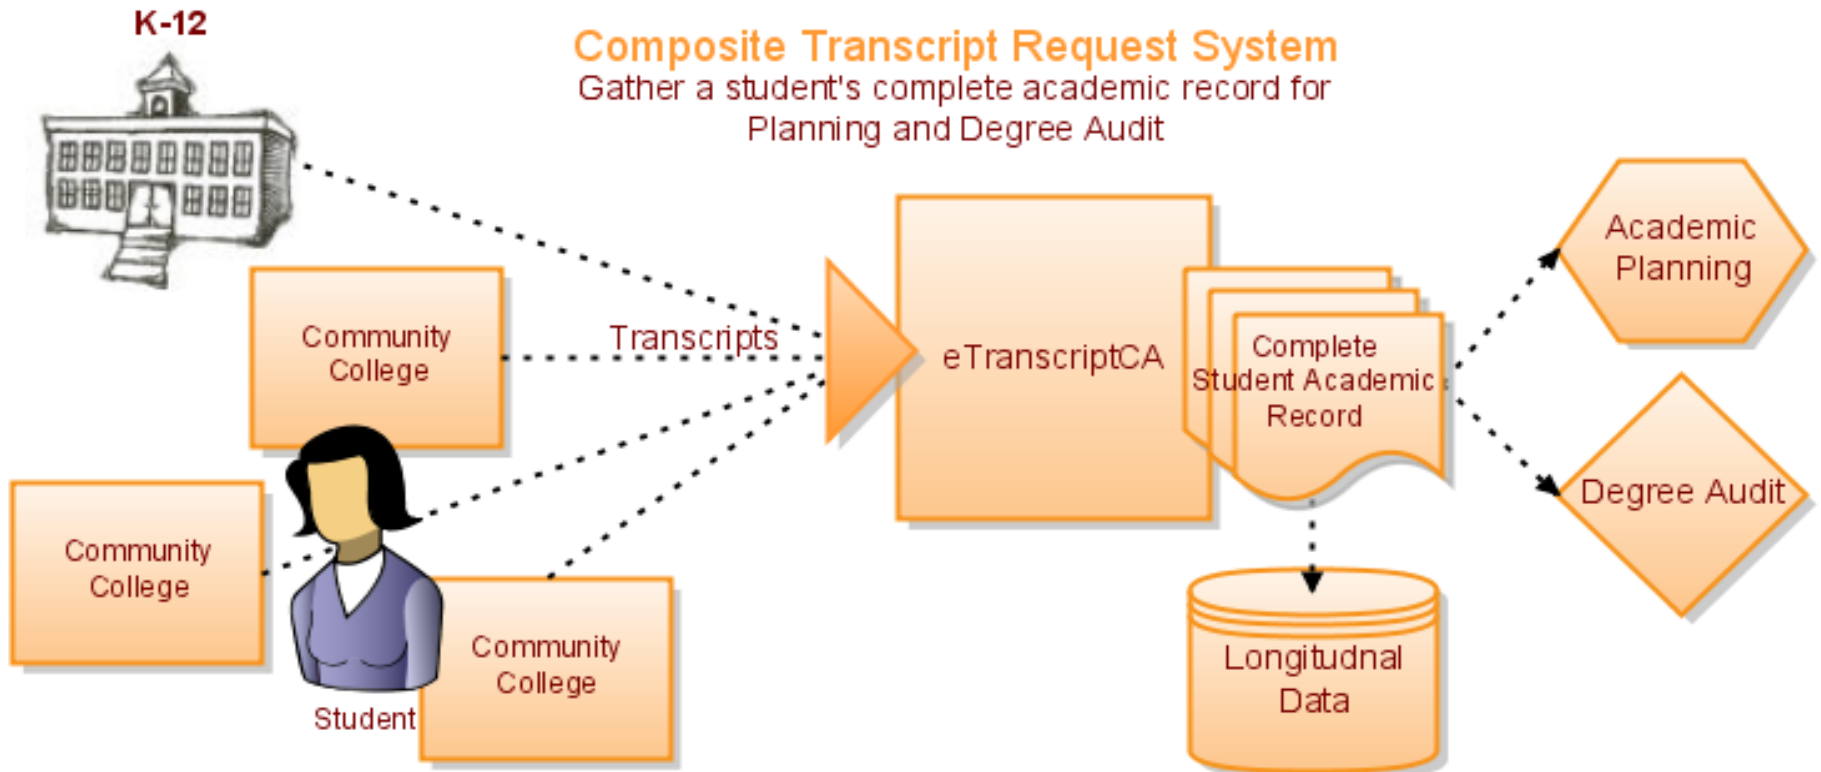 K-12
Composite Transcript Request System
Gather a student's complete academic record for
Planning and Degree Audit
Community
College
Transcripts
eTranscriptCA
Complete
Student Academic
Record
Academic
Planning
Degree Audit
Community
College
Community
College
Student
Longitudnal
Data